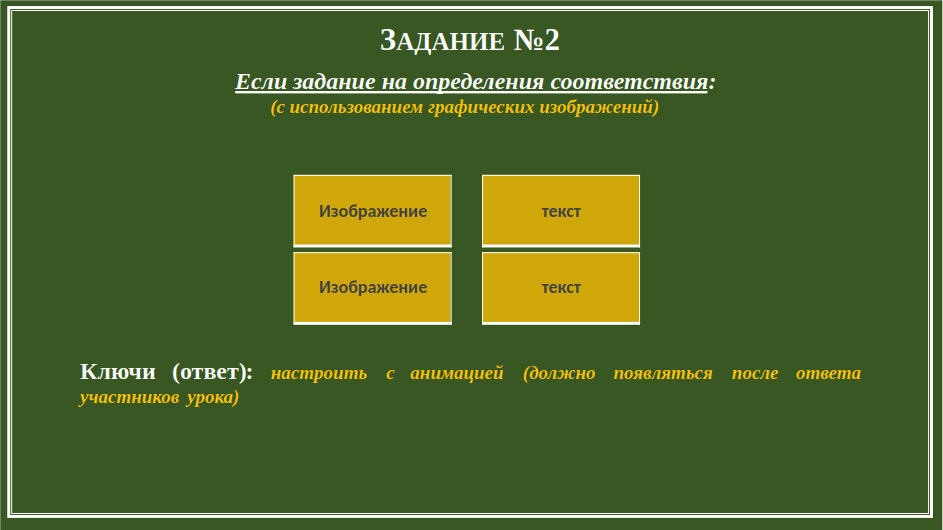 ЗАДАНИЕ №2
Если задание на определения соответствия:
(с использованием графических изображений)
Изображение текст
Изображение текст
Ключи (ответ): настроить с анимацией (должно появляться после ответа
участников урока)